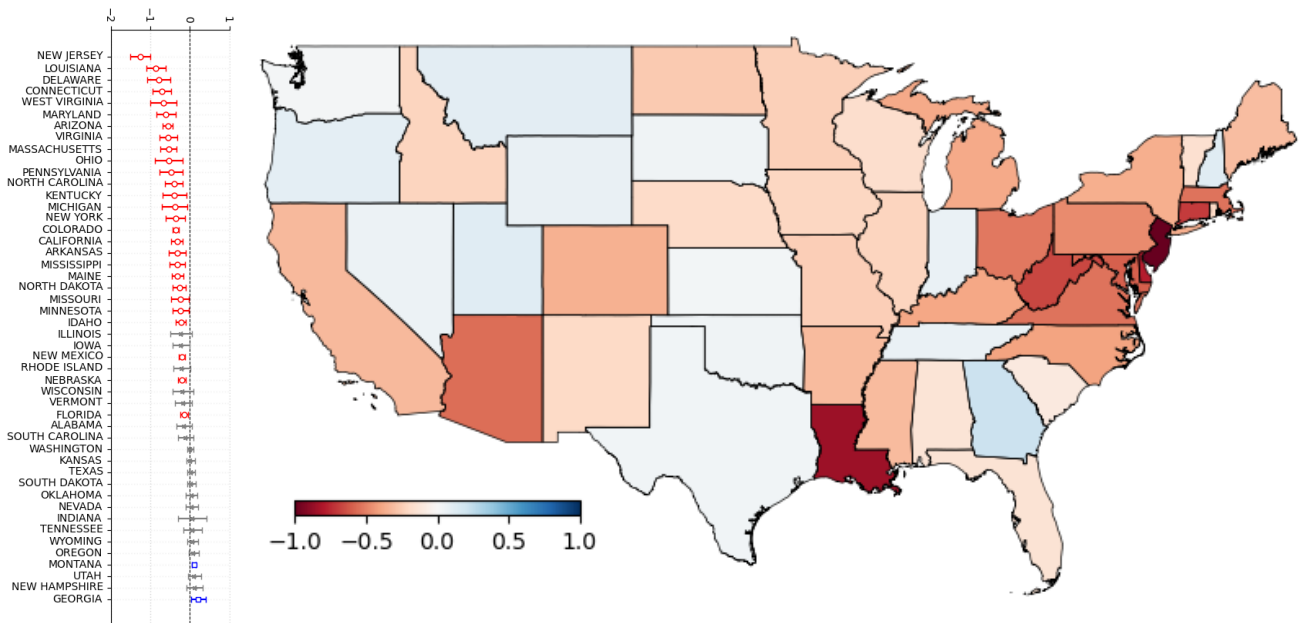 −2 −1 0 1
NEW JERSEY
LOUISIANA
DELAWARE
CONNECTICUT
WEST VIRGINIA
MARYLAND
ARIZONA
VIRGINIA
MASSACHUSETTS
OHIO
PENNSYLVANIA
NORTH CAROLINA
KENTUCKY
MICHIGAN
NEW YORK
COLORADO
CALIFORNIA
ARKANSAS
MISSISSIPPI
MAINE
NORTH DAKOTA
MISSOURI
MINNESOTA
IDAHO
ILLINOIS
IOWA
NEW MEXICO
RHODE ISLAND
NEBRASKA
WISCONSIN
VERMONT
FLORIDA
ALABAMA
SOUTH CAROLINA
WASHINGTON
KANSAS
TEXAS
SOUTH DAKOTA
OKLAHOMA
NEVADA
INDIANA
TENNESSEE
WYOMING
OREGON
MONTANA
UTAH
NEW HAMPSHIRE
GEORGIA
−1.0 −0.5 0.0 0.5 1.0